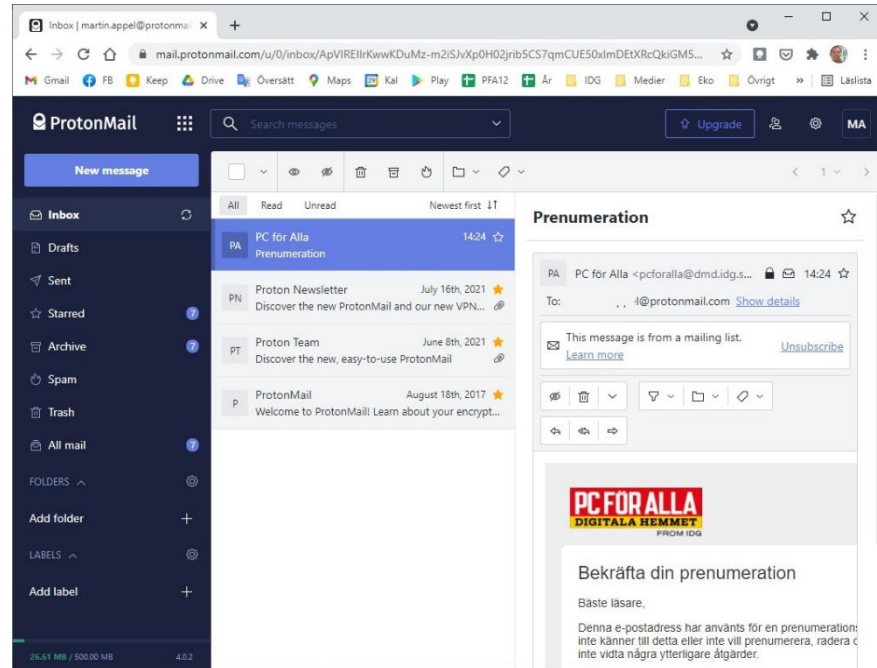 Inbox | martin.appel@protonmai
mail.protonmail.com/u/0/inbox/
Gmail FB Keep Drive Översätt Maps Kal Play PFA12 Är IDG Medier Eko Övrigt » Läslista
ProtonMail
Search messages
Upgrade
MA
New message
1
Inbox
Drafts
Sent
Starred 7
Archive 7
Spam
Trash
All mail 7
FOLDERS
Add folder
LABELS
Add label
26.61 MB / 500.00 MB 4.0.2
All Read Unread Newest first
PA PC för Alla 14:24
Prenumeration
PN Proton Newsletter July 16th, 2021
Discover the new ProtonMail and our new VPN...
PT Proton Team June 8th, 2021
Discover the new, easy-to-use ProtonMail
P ProtonMail August 18th, 2017
Welcome to ProtonMail! Learn about your encrypt...
Prenumeration
PA PC för Alla <pcforalla@dmd.idg.s... 14:24
To: @protonmail.com Show details
This message is from a mailing list.
Learn more
Unsubscribe
PC FÖR ALLA
DIGITALA HEMMET
FROM IDG
Bekräfta din prenumeration
Bäste läsare,
Denna e-postadress har använts för en prenumerations
inte känner till detta eller inte vill prenumerera, radera
inte vidta några ytterligare åtgärder.